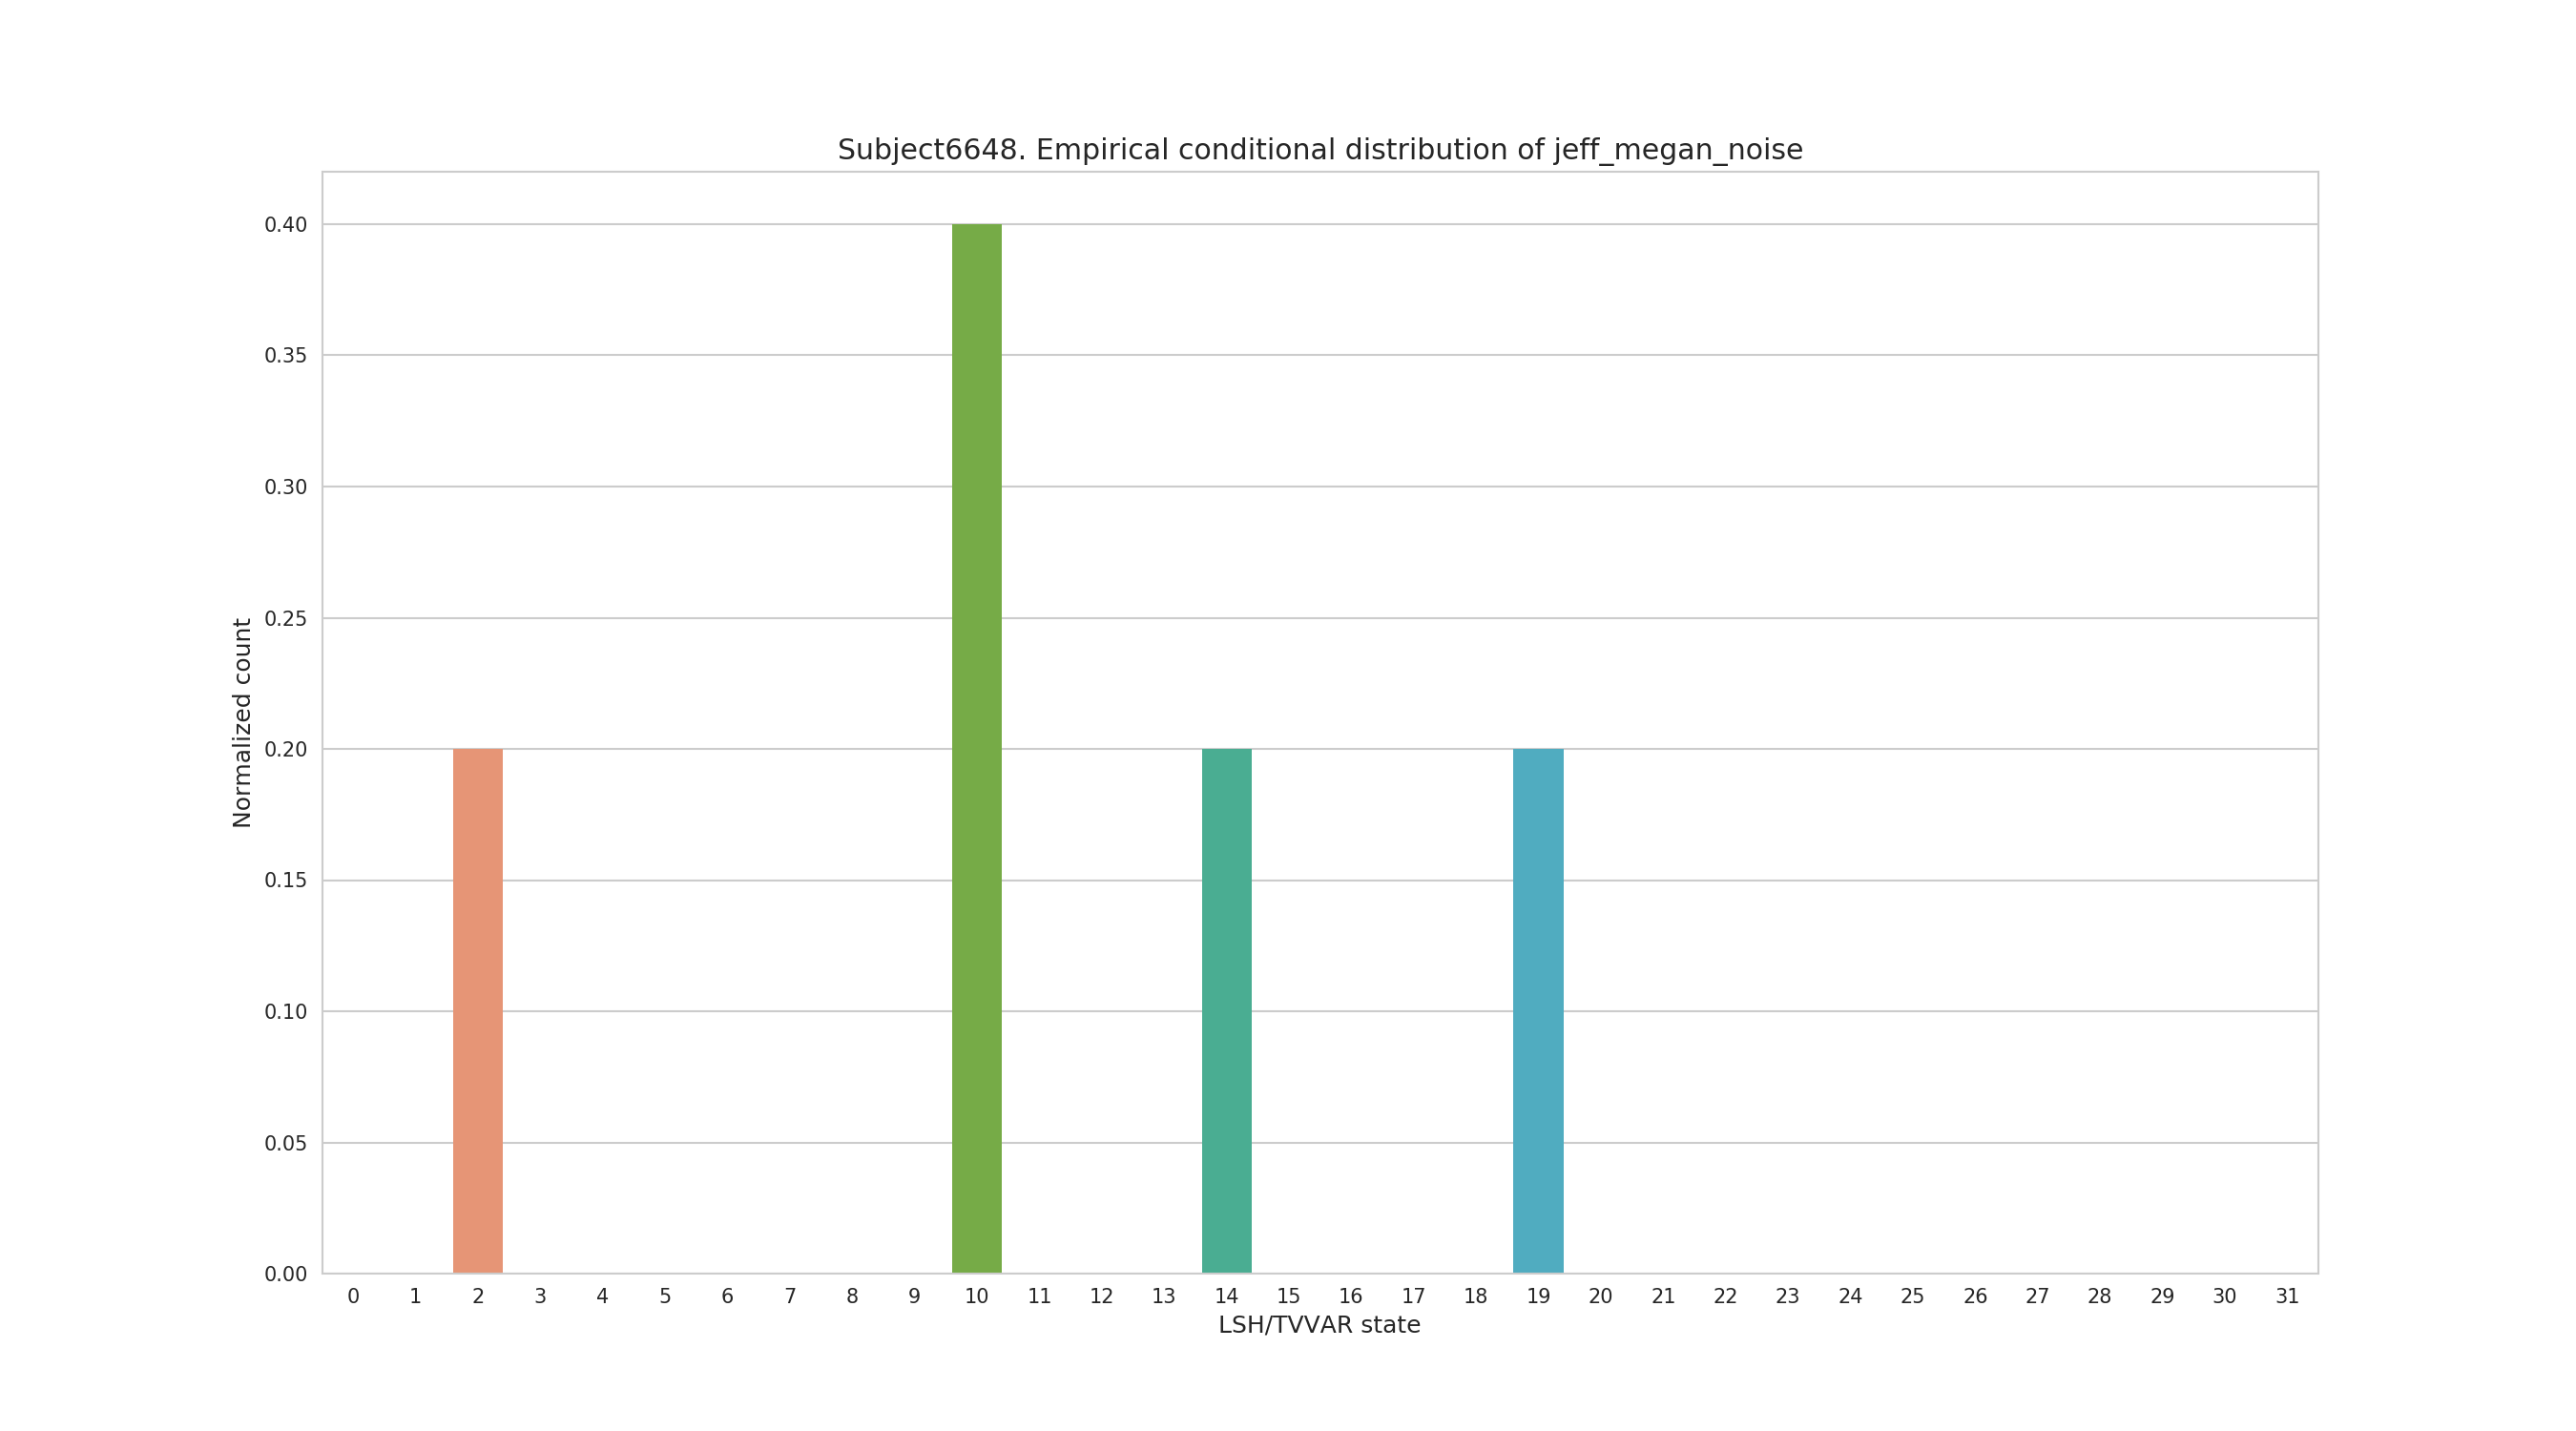 Subject6648. Empirical conditional distribution of jeff_megan_noise
0.40
0.35
0.30
0.25
0.20
0.15
0.10
0.05
0.00
Normalized count
0 1 2 3 4 5 6 7 8 9 10 11 12 13 14 15 16 17 18 19 20 21 22 23 24 25 26 27 28 29 30 31
LSH/TVVAR state